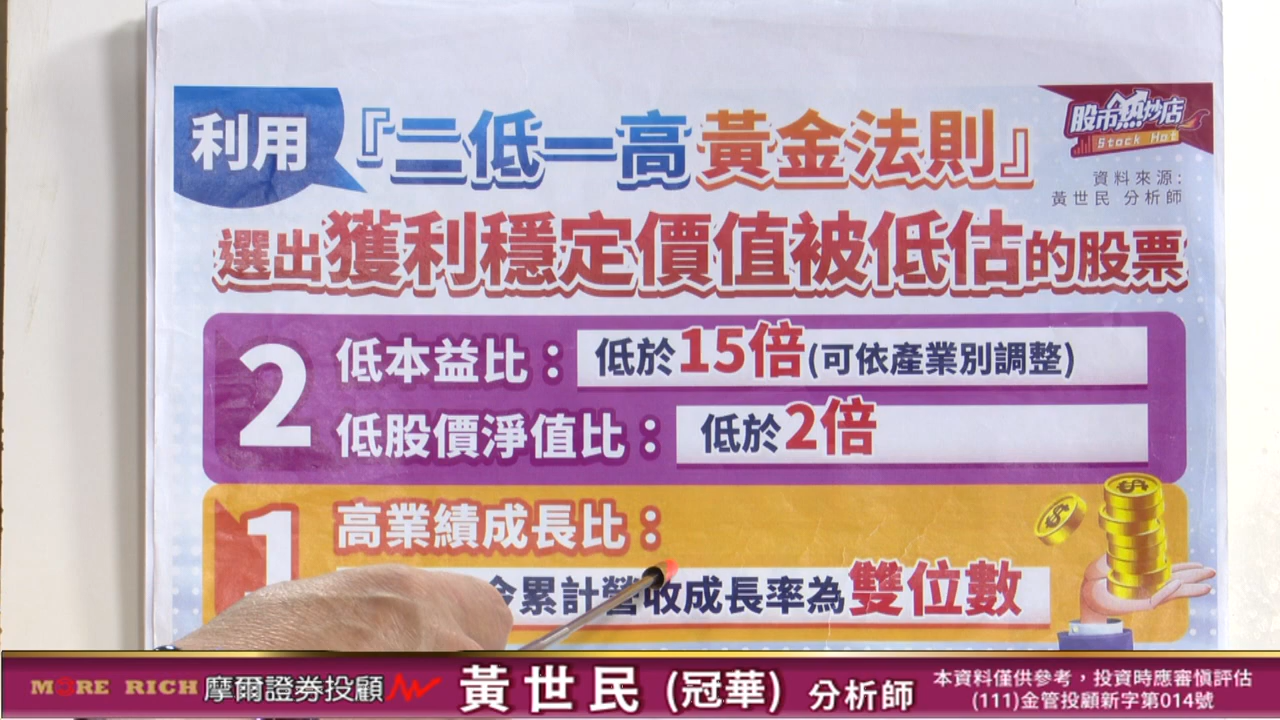 利用
『二低一高黃金法則』
股市熱炒店
Stock Hot
資料來源:
黃世民 分析師
選出獲利穩定價值被低估的股票
2
低本益比：
低於15倍(可依產業別調整)
低股價淨值比：
低於2倍
1
高業績成長比：
今累計營收成長率為雙位數
MORE RICH 摩爾證券投顧
黃世民(冠華) 分析師
本資料僅供參考，投資時應審慎評估
(111)金管投顧新字第014號